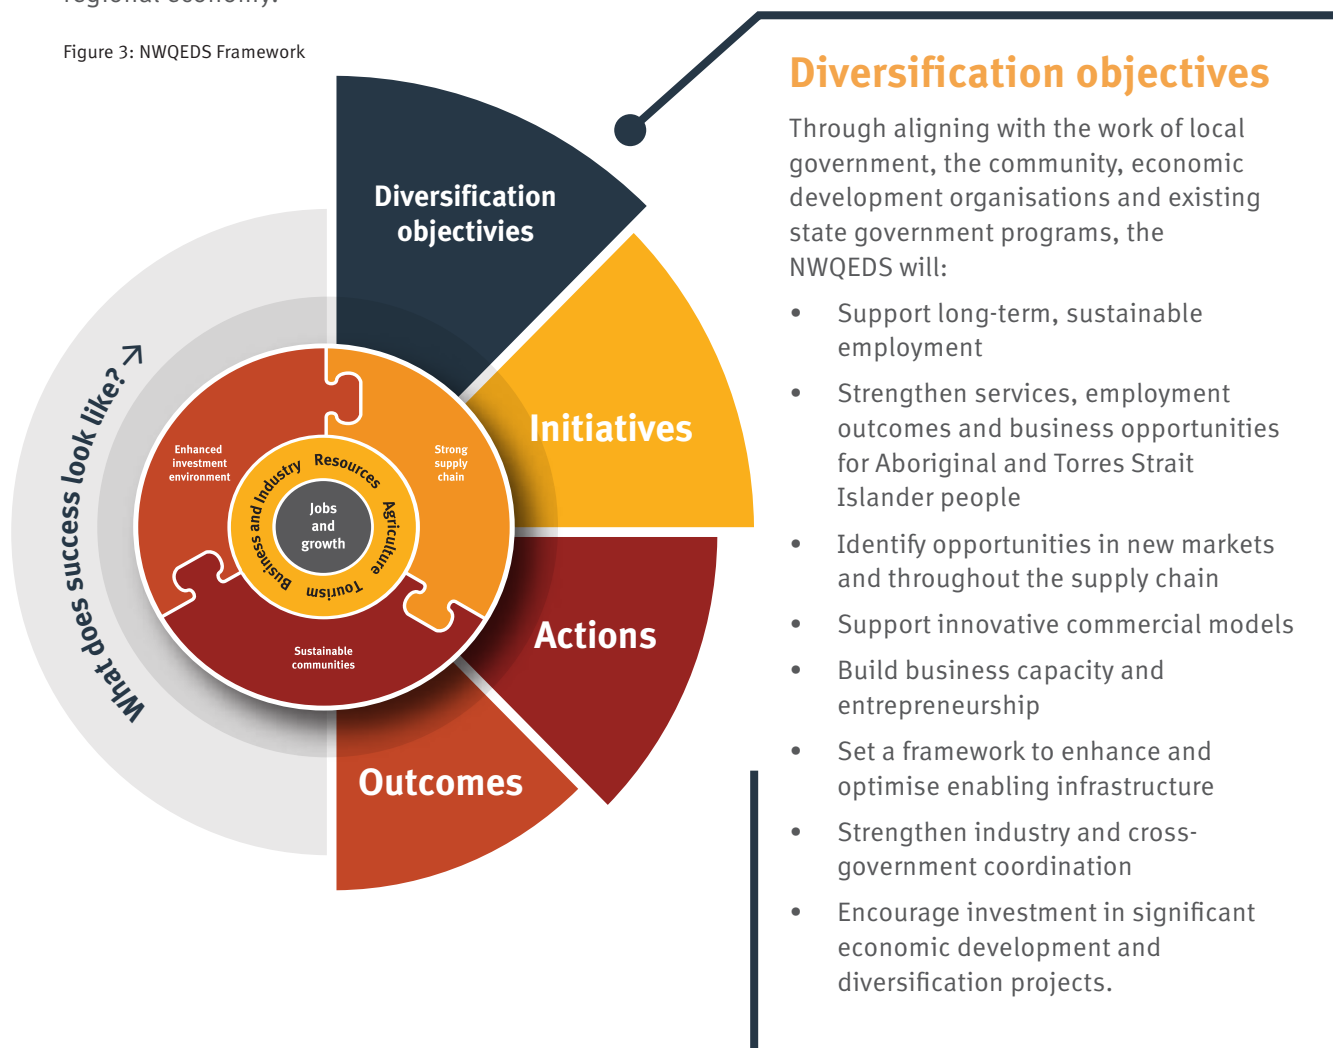 regional economy.
Figure 3: NWQEDS Framework
Diversification
objectivies
Initiatives
Actions
Outcomes
What does success look like? →
Enhanced
investment
environment
Strong
supply
chain
Sustainable
communities
Business and Industry
Resources
Agriculture
Tourism
Jobs
and
growth
Diversification objectives
Through aligning with the work of local
government, the community, economic
development organisations and existing
state government programs, the
NWQEDS will:
• Support long-term, sustainable
employment
• Strengthen services, employment
outcomes and business opportunities
for Aboriginal and Torres Strait
Islander people
• Identify opportunities in new markets
and throughout the supply chain
• Support innovative commercial models
• Build business capacity and
entrepreneurship
• Set a framework to enhance and
optimise enabling infrastructure
• Strengthen industry and cross-
government coordination
• Encourage investment in significant
economic development and
diversification projects.